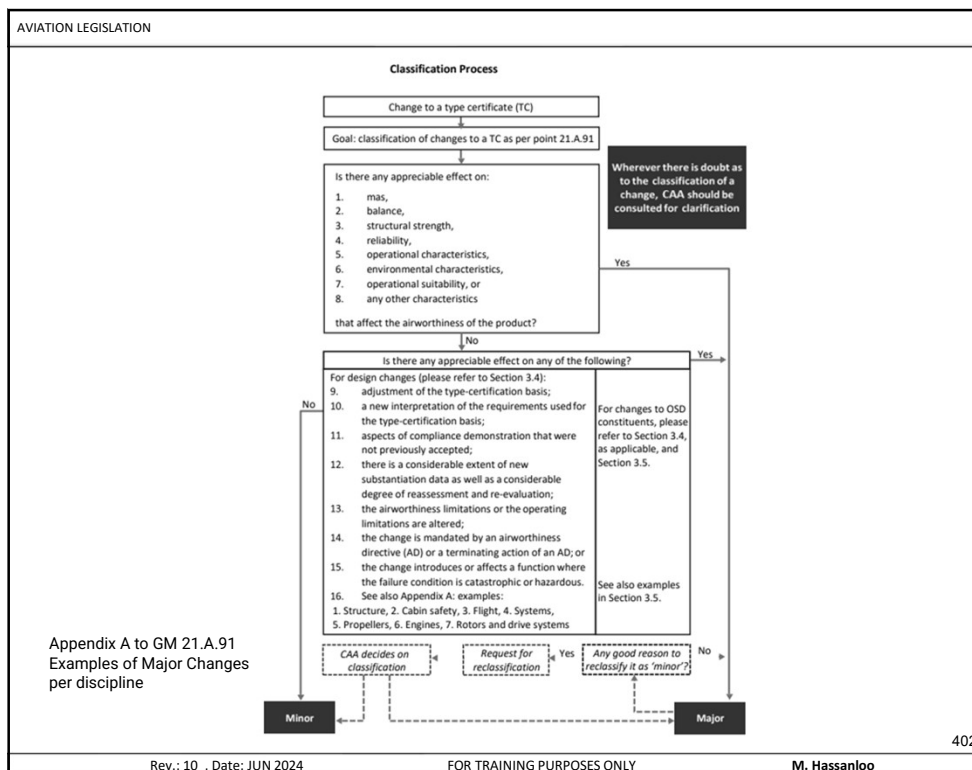 AVIATION LEGISLATION
Classification Process
Change to a type certificate (TC)
Goal: classification of changes to a TC as per point 21.A.91
Wherever there is doubt as
to the classification of a
change, CAA should be
consulted for clarification
Is there any appreciable effect on:
1. mas,
2. balance,
3. structural strength,
4. reliability,
5. operational characteristics,
6. environmental characteristics,
7. operational suitability, or
8. any other characteristics
that affect the airworthiness of the product?
Yes
No
Is there any appreciable effect on any of the following?
Yes
No
For design changes (please refer to Section 3.4):
9. adjustment of the type-certification basis;
10. a new interpretation of the requirements used for
the type-certification basis;
11. aspects of compliance demonstration that were
not previously accepted;
12. there is a considerable extent of new
substantiation data as well as a considerable
degree of reassessment and re-evaluation;
13. the airworthiness limitations or the operating
limitations are altered;
14. the change is mandated by an airworthiness
directive (AD) or a terminating action of an AD; or
15. the change introduces or affects a function where
the failure condition is catastrophic or hazardous.
16. See also Appendix A: examples:
1. Structure, 2. Cabin safety, 3. Flight, 4. Systems,
5. Propellers, 6. Engines, 7. Rotors and drive systems
For changes to OSD
constituents, please
refer to Section 3.4,
as applicable, and
Section 3.5.
See also examples
in Section 3.5.
Appendix A to GM 21.A.91
Examples of Major Changes
per discipline
CAA decides on
classification
Request for
reclassification
Yes
Any good reason to
reclassify it as 'minor'?
No
Minor
Major
402
Rev.: 10 , Date: JUN 2024
FOR TRAINING PURPOSES ONLY
M. Hassanloo